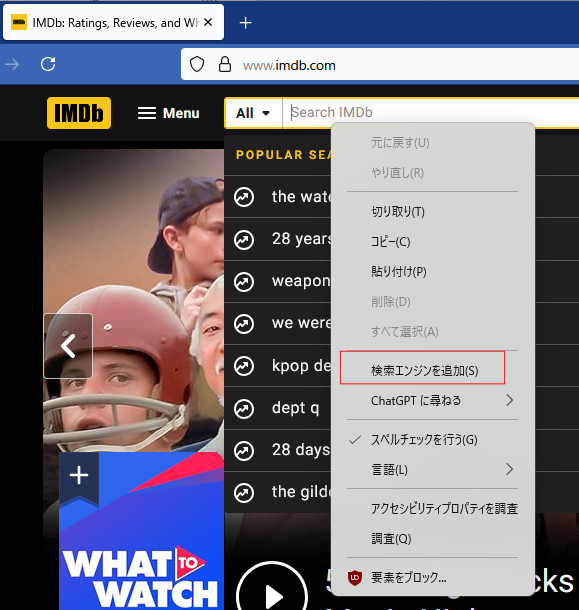 IMDb: Ratings, Reviews, and Wh
www.imdb.com
IMDb
Menu
All
Search IMDb
POPULAR SEA
the wate
28 years
weapon
we were
kpop de
dept q
28 days
the gilde
元に戻す(U)
やり直し(R)
切り取り(T)
コピー(C)
貼り付け(P)
削除(D)
すべて選択(A)
検索エンジンを追加(S)
ChatGPT に尋ねる
スペルチェックを行う(G)
言語(L)
アクセシビリティプロパティを調査
調査(Q)
要素をブロック...
WHAT TO
WATCH
cks